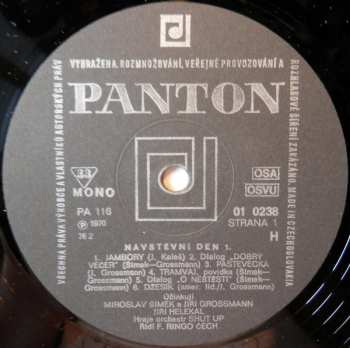 VYHRAŽENA. ROZMNOŽOVÁNÍ, VEŘEJNÉ PROVOZOVÁNÍ A
ROZHLASOVÉ ŠÍŘENÍ ZAKÁZÁNO. MADE IN CZECHOSLOVAKIA
VŠECHNA PRÁVA VÝROBCE A VLASTNÍKŮ AUTORSKÝCH PRÁV
PANTON
33
MONO
OSA
OSVU
PA 116
01 0238
℗ 1970
STRANA 1
H
NÁVŠTĚVNÍ DEN 1.
1. JAMBORY (J. Kaleš) 2. Dialog „DOBRÝ
VEČER" (Šimek—Grossmann) 3. PASTEVECKÁ
(J. Grossmann) 4. TRAMVAJ, povídka (Šimek—
Grossmann) 5. Dialog „O NEŠTĚSTÍ" (Šimek—
Grossmann) 6. DŽESIK (amer. lid./J. Grossmann)
Účinkují
MIROSLAV ŠIMEK a JIŘÍ GROSSMANN
JIŘÍ HELEKAL
Hraje orchestr SHUT UP
Řídí F. RINGO ČECH